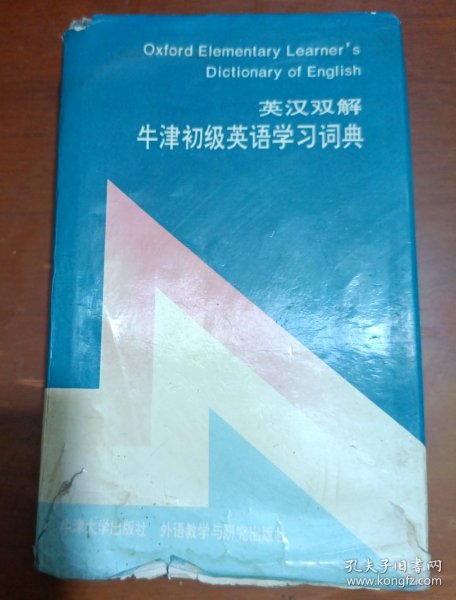 Oxford Elementary Learner's
Dictionary of English
英汉双解
牛津初级英语学习词典
牛津大学出版社 外语教学与研究出版社
孔夫子旧书网
www.kongfz.com